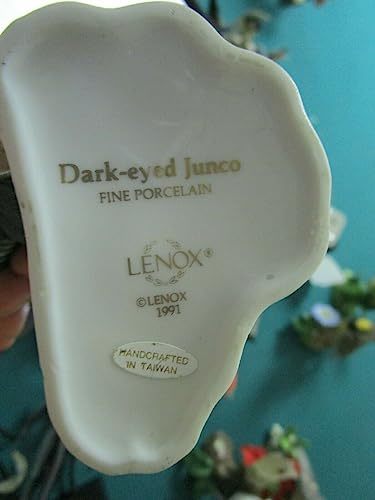 Dark-eyed Junco
FINE PORCELAIN
LENOX®
© LENOX
1991
HANDCRAFTED
IN TAIWAN